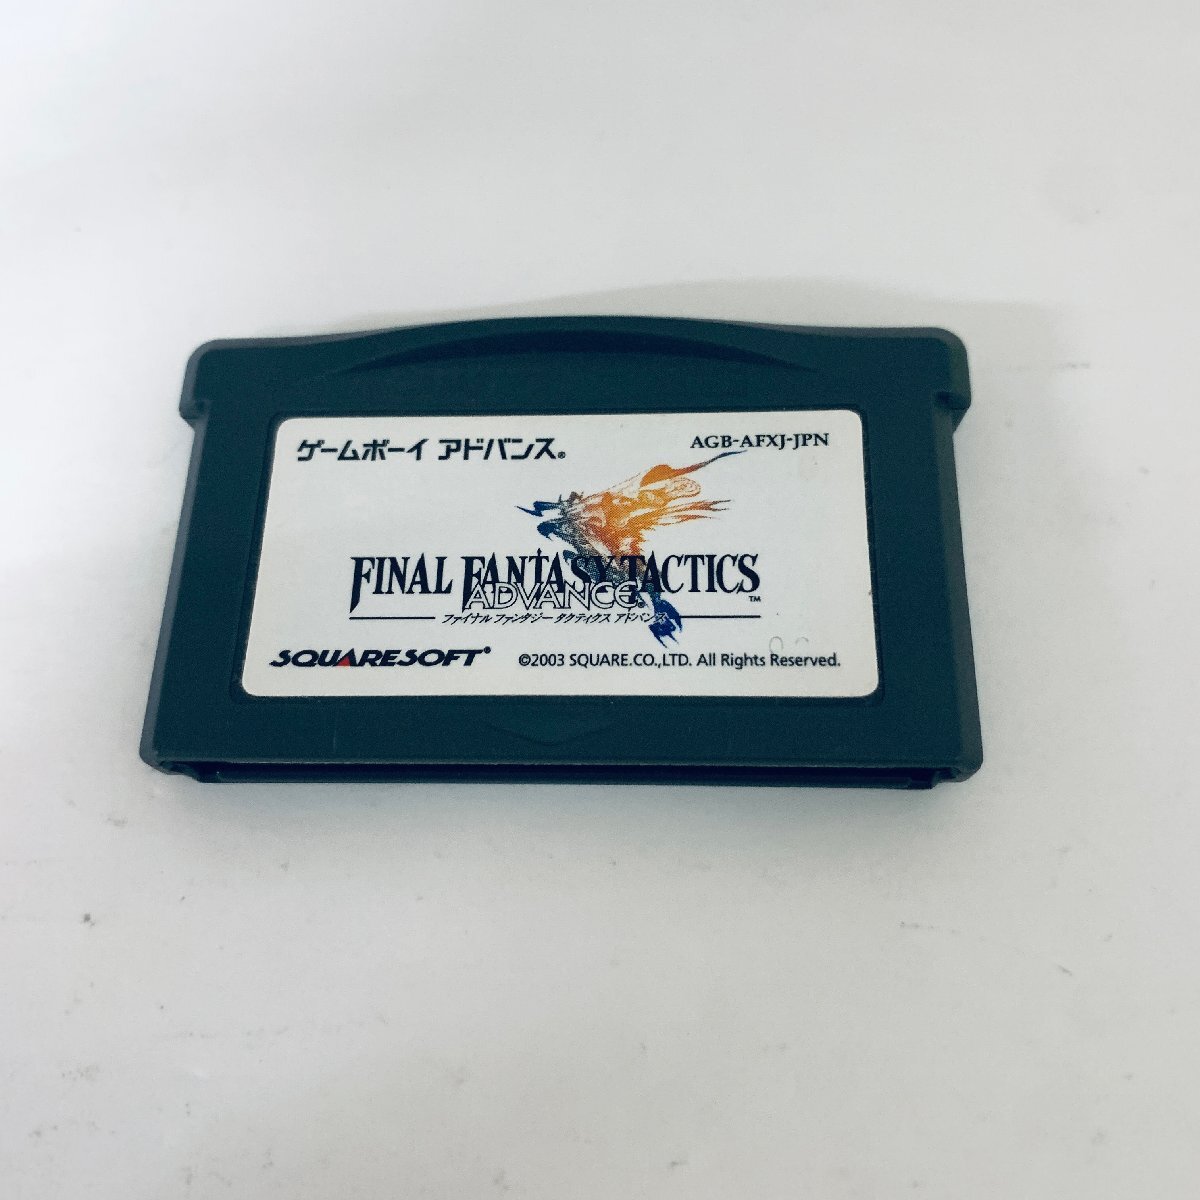 ゲームボーイ アドバンス®
AGB-AFXJ-JPN
FINAL FANTASY TACTICS™
ADVANCE®
ファイナル ファンタジー タクティクス アドバンス
SQUARESOFT®
©2003 SQUARE.CO.,LTD. All Rights Reserved.